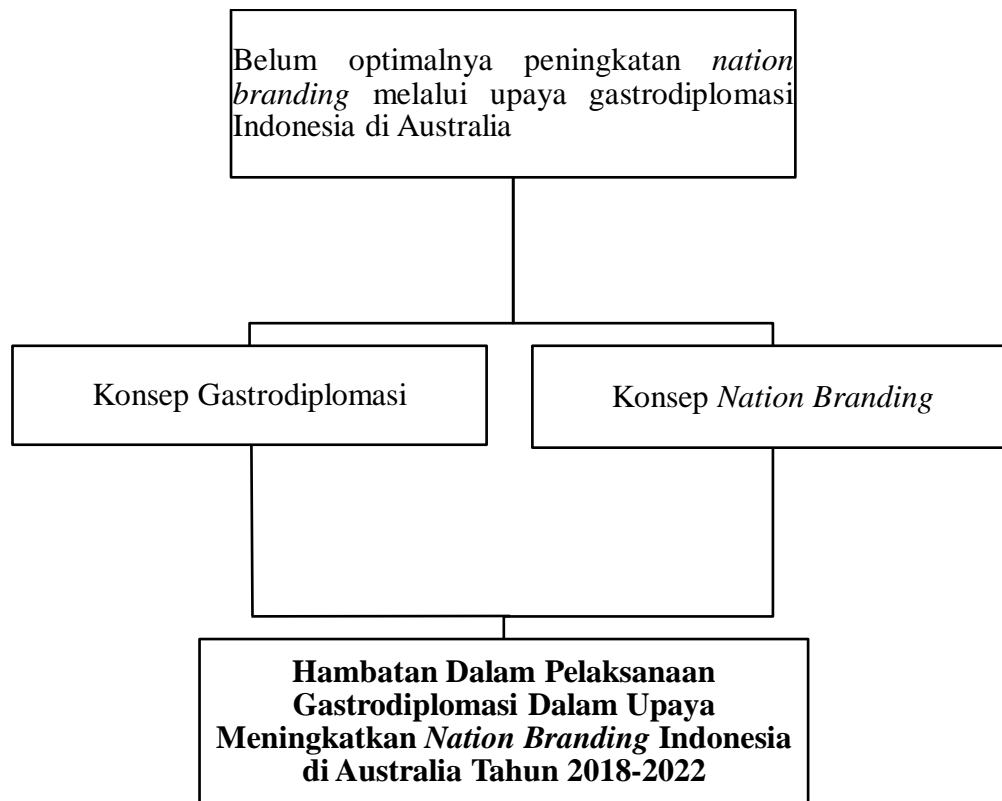 Belum optimalnya peningkatan nation
branding melalui upaya gastrodiplomasi
Indonesia di Australia
Konsep Gastrodiplomasi
Konsep Nation Branding
Hambatan Dalam Pelaksanaan
Gastrodiplomasi Dalam Upaya
Meningkatkan Nation Branding Indonesia
di Australia Tahun 2018-2022